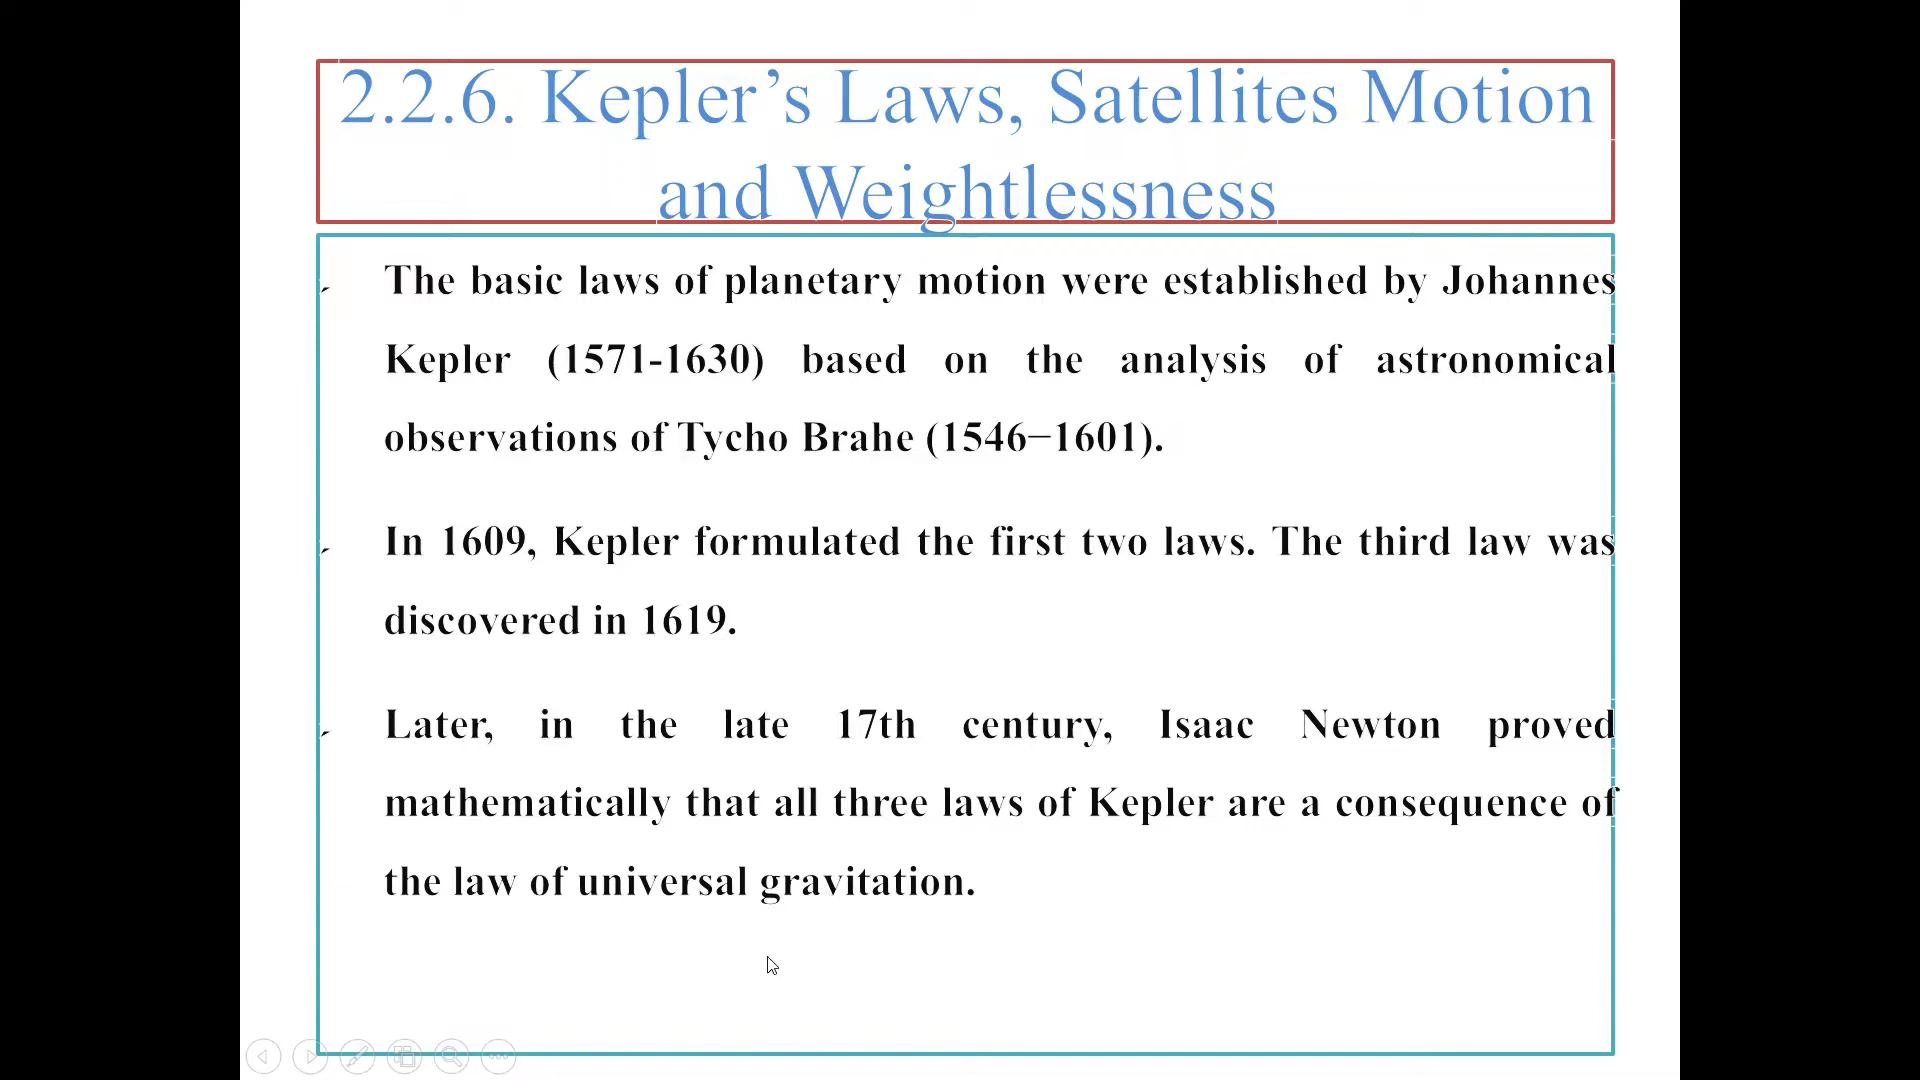 2.2.6. Kepler’s Laws, Satellites Motion
and Weightlessness
The basic laws of planetary motion were established by Johannes
Kepler (1571-1630) based on the analysis of astronomical
observations of Tycho Brahe (1546−1601).
In 1609, Kepler formulated the first two laws. The third law was
discovered in 1619.
Later, in the late 17th century, Isaac Newton proved
mathematically that all three laws of Kepler are a consequence of
the law of universal gravitation.